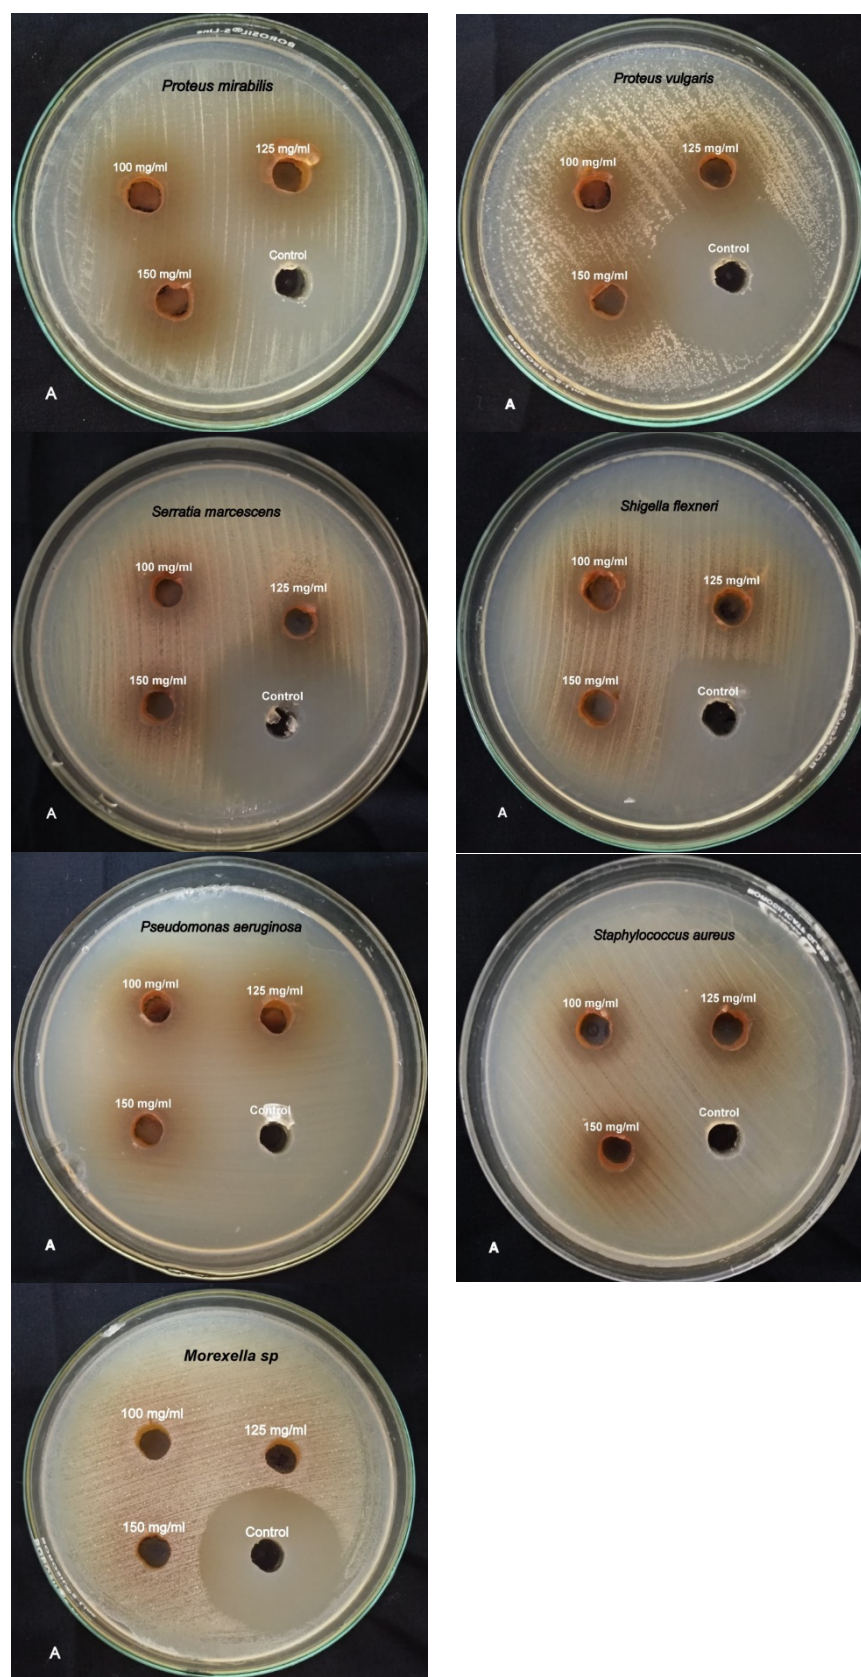 BOROSIL®S-Line
Proteus mirabilis
100 mg/ml
125 mg/ml
150 mg/ml
Control
A
Proteus vulgaris
100 mg/ml
125 mg/ml
150 mg/ml
Control
A
Serratia marcescens
100 mg/ml
125 mg/ml
150 mg/ml
Control
A
Shigella flexneri
100 mg/ml
125 mg/ml
150 mg/ml
Control
A
Pseudomonas aeruginosa
100 mg/ml
125 mg/ml
150 mg/ml
Control
A
Staphylococcus aureus
100 mg/ml
125 mg/ml
150 mg/ml
Control
A
Morexella sp
100 mg/ml
125 mg/ml
150 mg/ml
Control
A